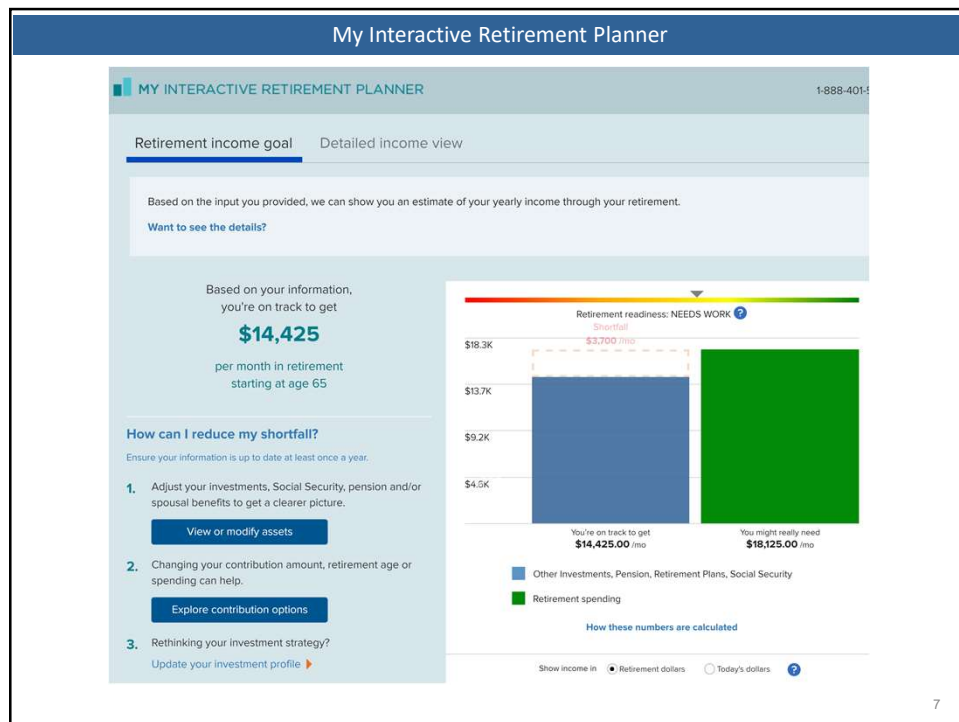 My Interactive Retirement Planner
MY INTERACTIVE RETIREMENT PLANNER
1-888-401-
Retirement income goal
Detailed income view
Based on the input you provided, we can show you an estimate of your yearly income through your retirement.
Want to see the details?
Based on your information,
you're on track to get
$14,425
per month in retirement
starting at age 65
How can I reduce my shortfall?
Ensure your information is up to date at least once a year.
1. Adjust your investments, Social Security, pension and/or
spousal benefits to get a clearer picture.
View or modify assets
2. Changing your contribution amount, retirement age or
spending can help.
Explore contribution options
3. Rethinking your investment strategy?
Update your investment profile
Retirement readiness: NEEDS WORK ?
Shortfall
$3,700 /mo
$18.3K
$13.7K
$9.2K
$4.6K
You're on track to get
$14,425.00 /mo
You might really need
$18,125.00 /mo
Other Investments, Pension, Retirement Plans, Social Security
Retirement spending
How these numbers are calculated
Show income in Retirement dollars Today's dollars ?
7